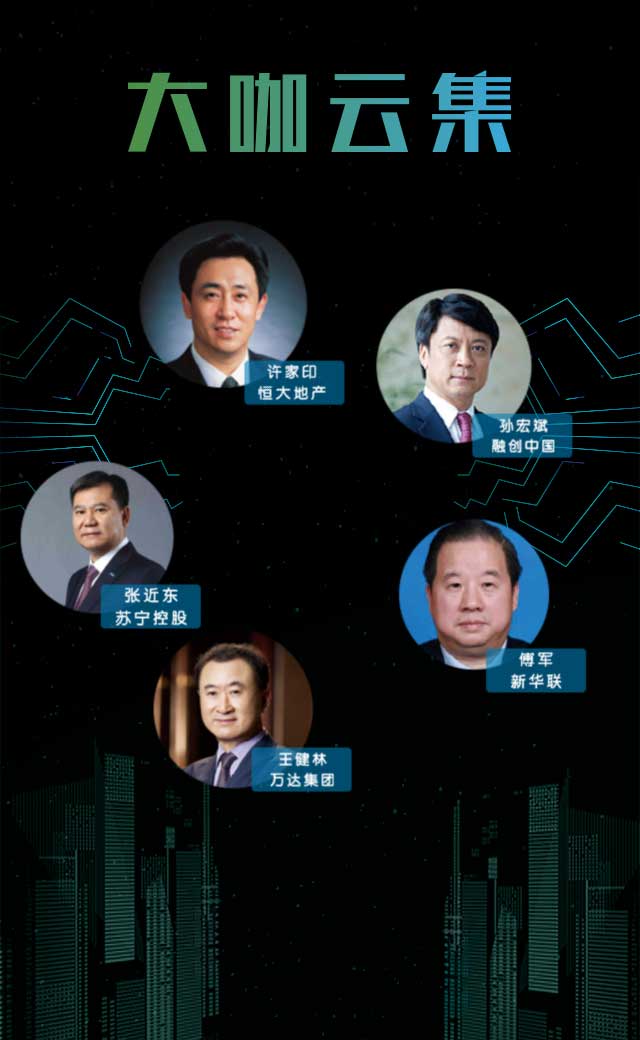 大咖云集
许家印
恒大地产
孙宏斌
融创中国
张近东
苏宁控股
傅军
新华联
王健林
万达集团